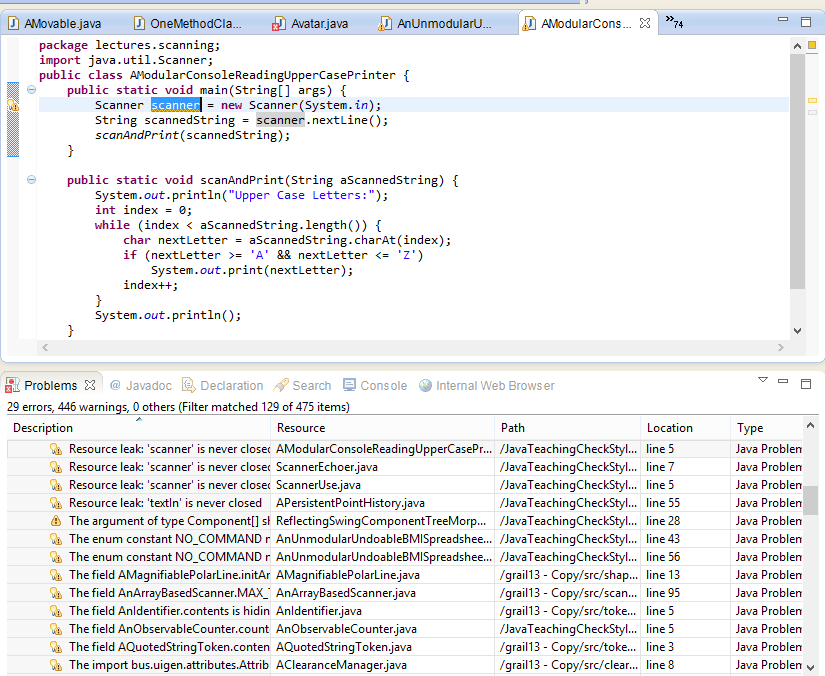 AMovable.java OneMethodCla... Avatar.java AnUnmodularU... AModularCons... »74
package lectures.scanning;
import java.util.Scanner;
public class AModularConsoleReadingUpperCasePrinter {
public static void main(String[] args) {
Scanner scanner = new Scanner(System.in);
String scannedString = scanner.nextLine();
scanAndPrint(scannedString);
}
public static void scanAndPrint(String aScannedString) {
System.out.println("Upper Case Letters:");
int index = 0;
while (index < aScannedString.length()) {
char nextLetter = aScannedString.charAt(index);
if (nextLetter >= 'A' && nextLetter <= 'Z')
System.out.print(nextLetter);
index++;
}
System.out.println();
}
Problems @ Javadoc Declaration Search Console Internal Web Browser
29 errors, 446 warnings, 0 others (Filter matched 129 of 475 items)
Description Resource Path Location Type
Resource leak: 'scanner' is never closed AModularConsoleReadingUpperCasePr... /JavaTeachingCheckStyl... line 5 Java Problem
Resource leak: 'scanner' is never closed ScannerEchoer.java /JavaTeachingCheckStyl... line 7 Java Problem
Resource leak: 'scanner' is never closed ScannerUse.java /JavaTeachingCheckStyl... line 5 Java Problem
Resource leak: 'textIn' is never closed APersistentPointHistory.java /JavaTeachingCheckStyl... line 55 Java Problem
The argument of type Component[] sh ReflectingSwingComponentTreeMorp... /JavaTeachingCheckStyl... line 28 Java Problem
The enum constant NO_COMMAND n AnUnmodularUndoableBMISpreadshee... /JavaTeachingCheckStyl... line 43 Java Problem
The enum constant NO_COMMAND n AnUnmodularUndoableBMISpreadshee... /JavaTeachingCheckStyl... line 56 Java Problem
The field AMagnifiablePolarLine.initAn AMagnifiablePolarLine.java /grail13 - Copy/src/shap... line 13 Java Problem
The field AnArrayBasedScanner.MAX_T AnArrayBasedScanner.java /grail13 - Copy/src/scan... line 95 Java Problem
The field AnIdentifier.contents is hidin AnIdentifier.java /grail13 - Copy/src/toke... line 5 Java Problem
The field AnObservableCounter.count AnObservableCounter.java /JavaTeachingCheckStyl... line 5 Java Problem
The field AQuotedStringToken.conten AQuotedStringToken.java /grail13 - Copy/src/toke... line 3 Java Problem
The import bus.uigen.attributes.Attrib AClearanceManager.java /grail13 - Copy/src/clear... line 8 Java Problem